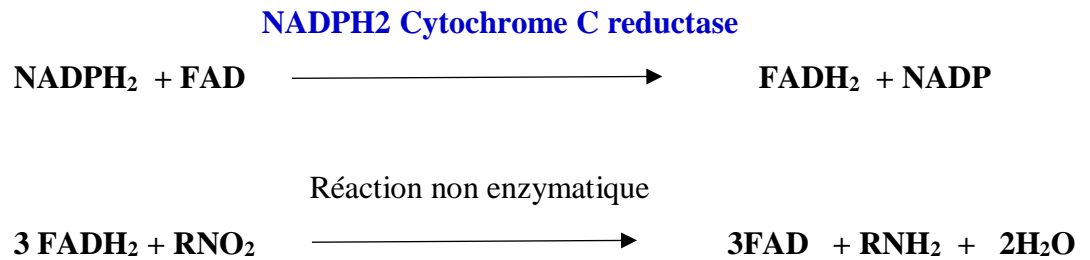 NADPH2 Cytochrome C reductase
NADPH₂ + FAD FADH₂ + NADP
Réaction non enzymatique
3 FADH₂ + RNO₂ 3FAD + RNH₂ + 2H₂O